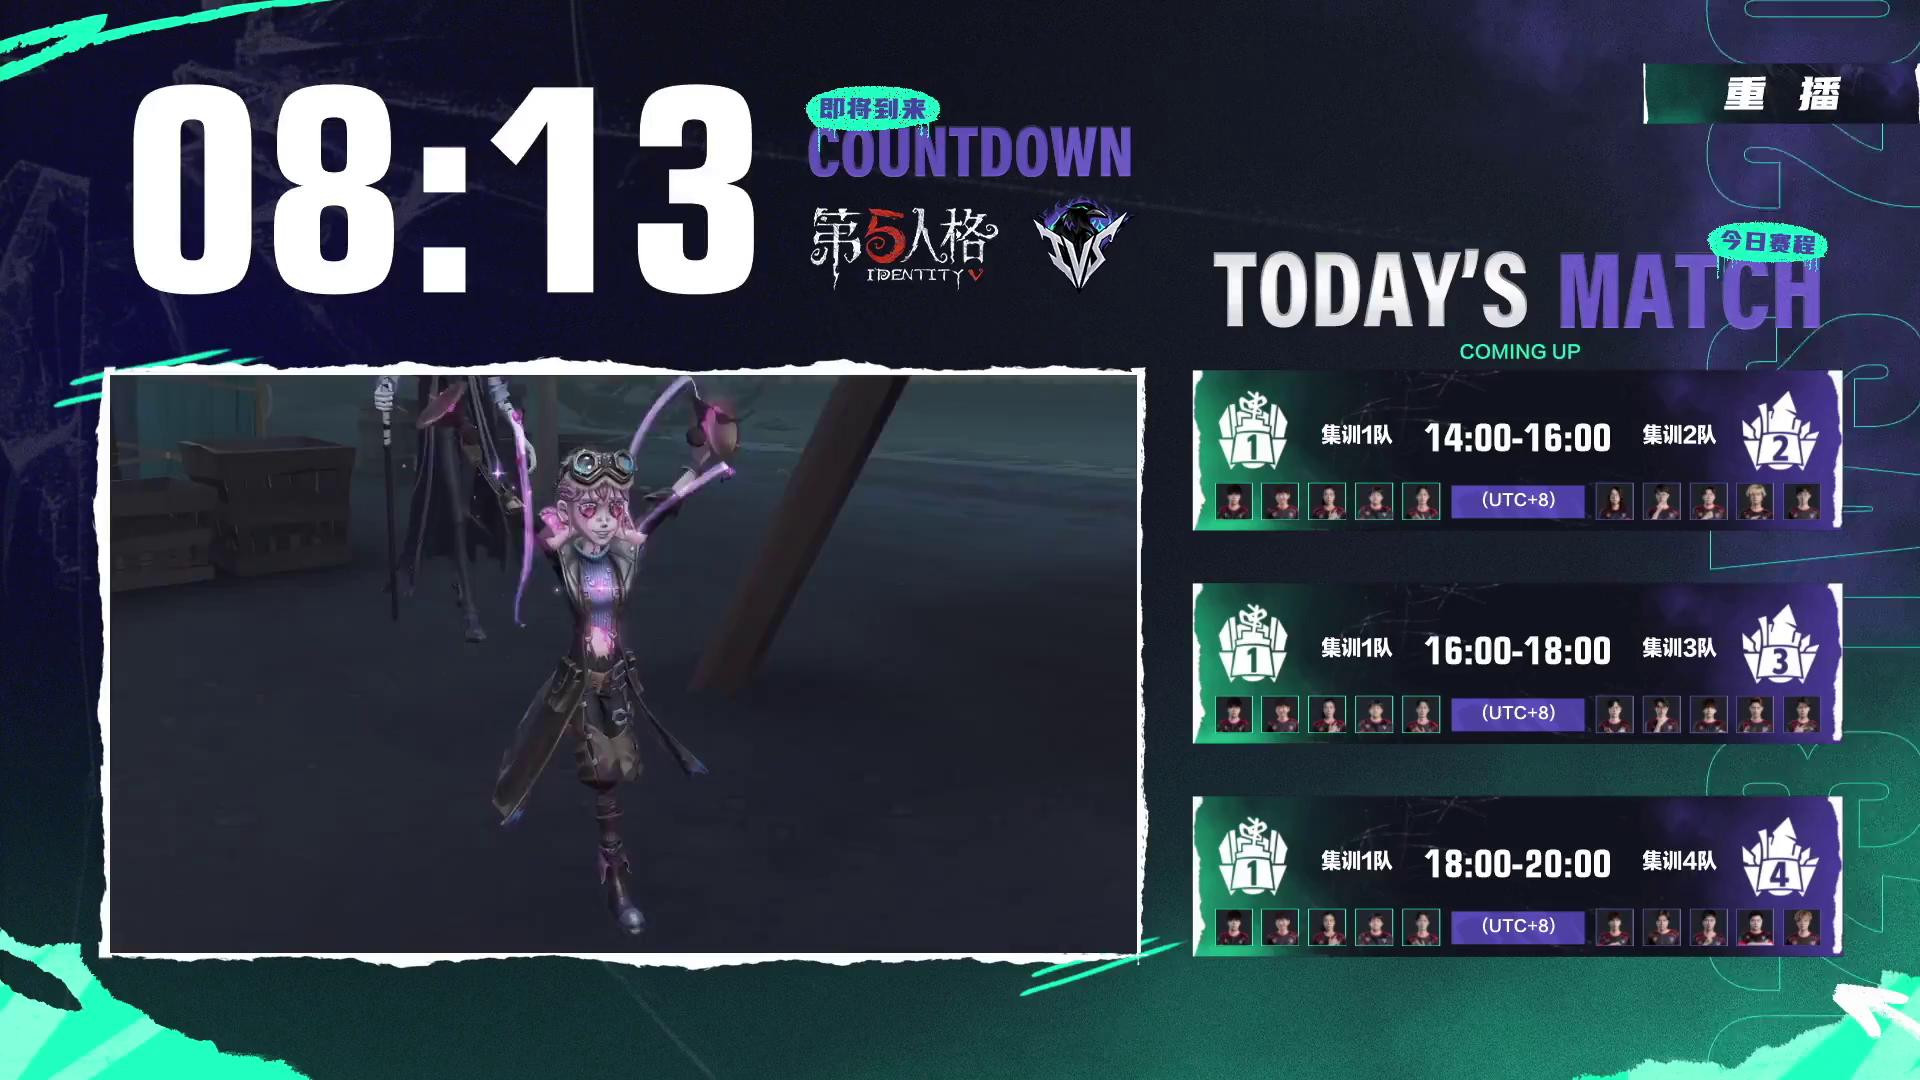 08:13
即将到来
COUNTDOWN
第5人格
IDENTITY V
IVS
重 播
今日赛程
TODAY'S MATCH
COMING UP
1 集训1队 14:00-16:00 集训2队 2
(UTC+8)
1 集训1队 16:00-18:00 集训3队 3
(UTC+8)
1 集训1队 18:00-20:00 集训4队 4
(UTC+8)